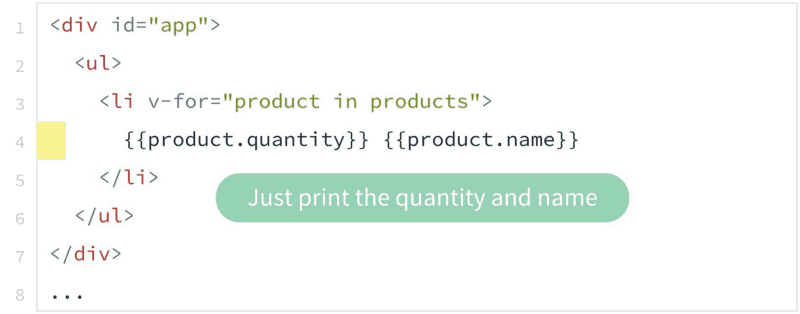 1 <div id="app">
2 <ul>
3 <li v-for="product in products">
4 {{product.quantity}} {{product.name}}
5 </li>
Just print the quantity and name
6 </ul>
7 </div>
8 ...